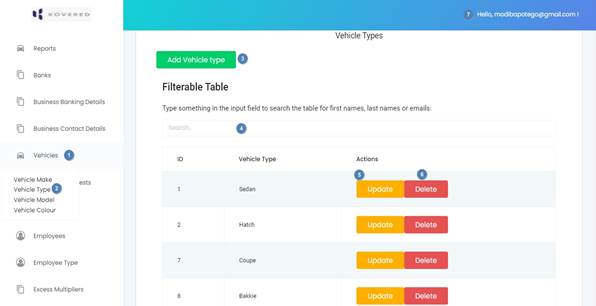 KOVERED
7 Hello, madibapotego@gmail.com !
Reports
Banks
Business Banking Details
Business Contact Details
Vehicles 1
Vehicle Make
Vehicle Type 2
ests
Vehicle Model
Vehicle Colour
Employees
Employee Type
Excess Multipliers
Vehicle Types
Add Vehicle type 3
Filterable Table
Type something in the input field to search the table for first names, last names or emails:
Search.. 4
ID Vehicle Type Actions
5 6
1 Sedan Update Delete
2 Hatch Update Delete
7 Coupe Update Delete
8 Bakkie Update Delete